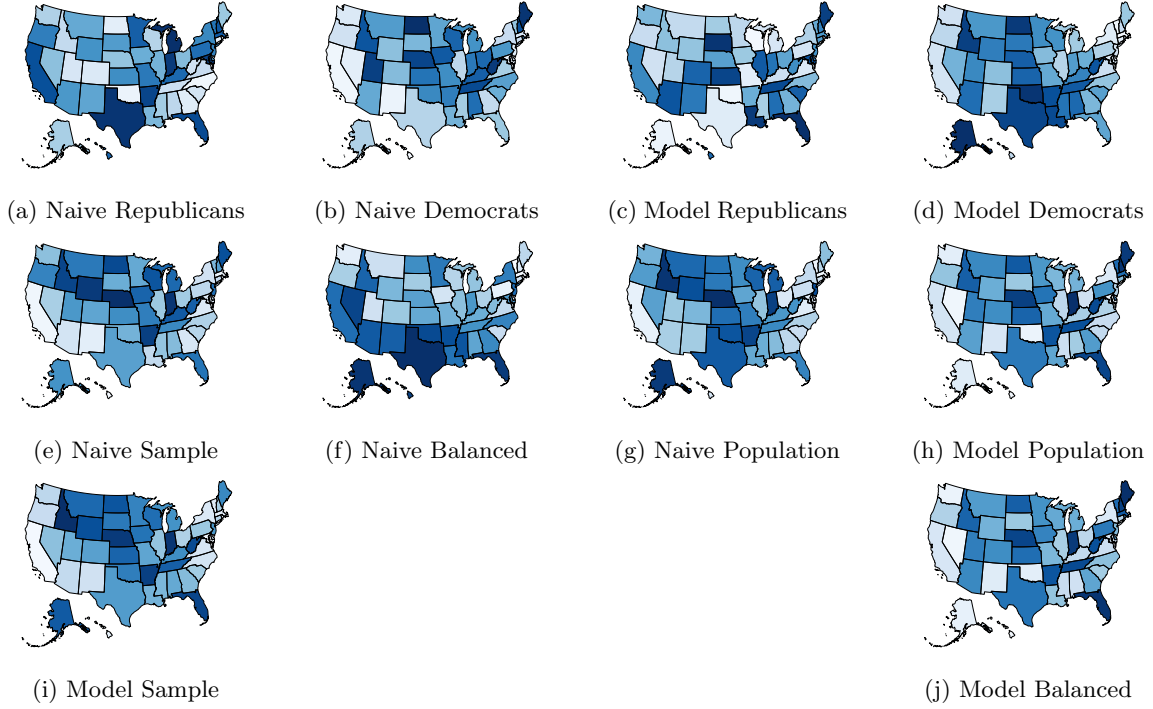 (a) Naive Republicans
(b) Naive Democrats
(c) Model Republicans
(d) Model Democrats
(e) Naive Sample
(f) Naive Balanced
(g) Naive Population
(h) Model Population
(i) Model Sample
(j) Model Balanced